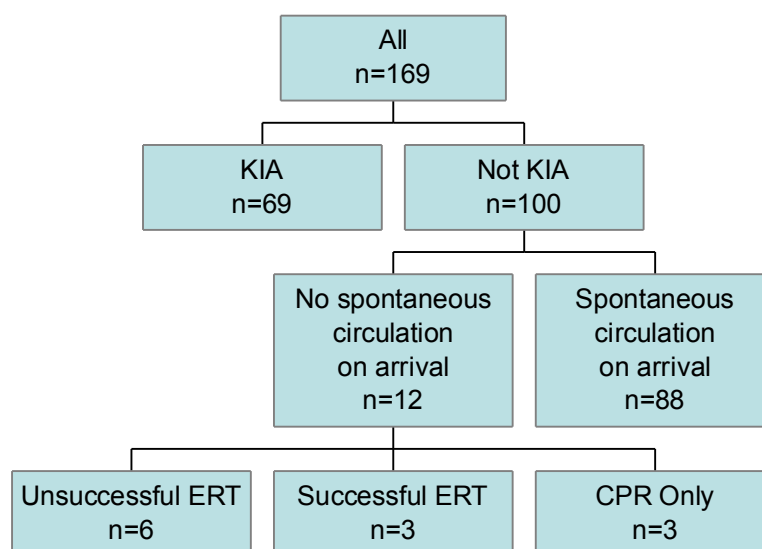 All
n=169
KIA
n=69
Not KIA
n=100
No spontaneous
circulation
on arrival
n=12
Spontaneous
circulation
on arrival
n=88
Unsuccessful ERT
n=6
Successful ERT
n=3
CPR Only
n=3